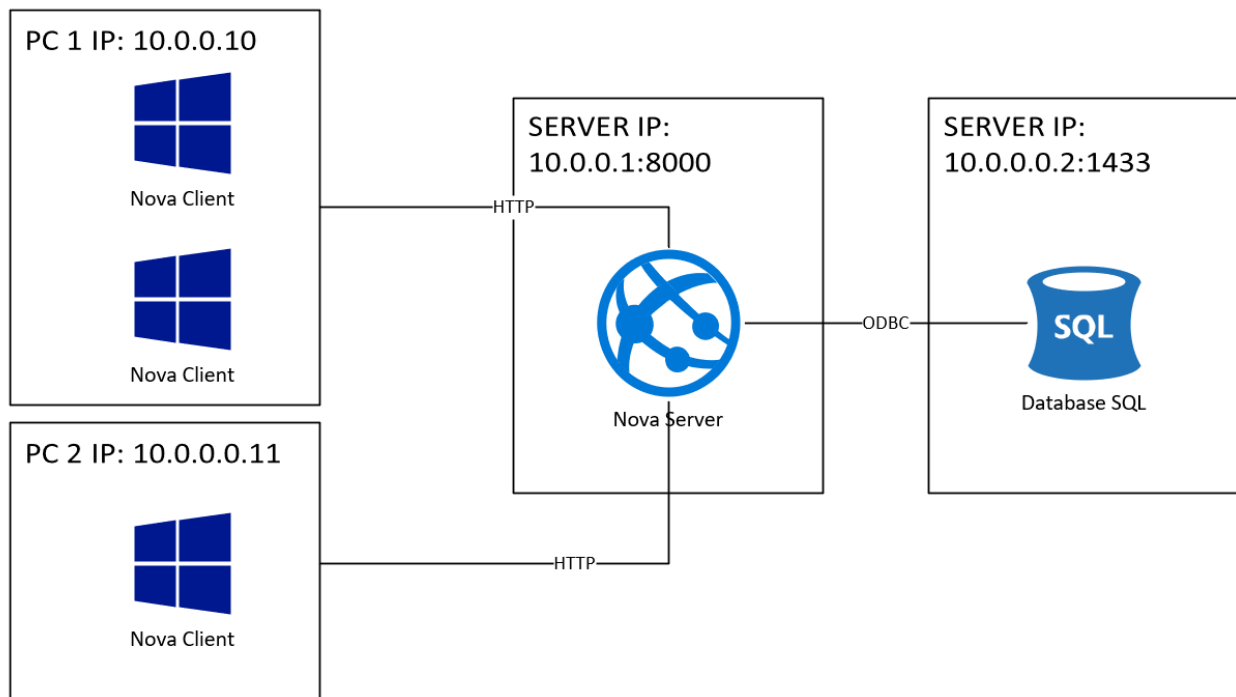 PC 1 IP: 10.0.0.10
Nova Client
Nova Client
PC 2 IP: 10.0.0.0.11
Nova Client
HTTP
HTTP
SERVER IP:
10.0.0.1:8000
Nova Server
ODBC
SERVER IP:
10.0.0.0.2:1433
SQL
Database SQL